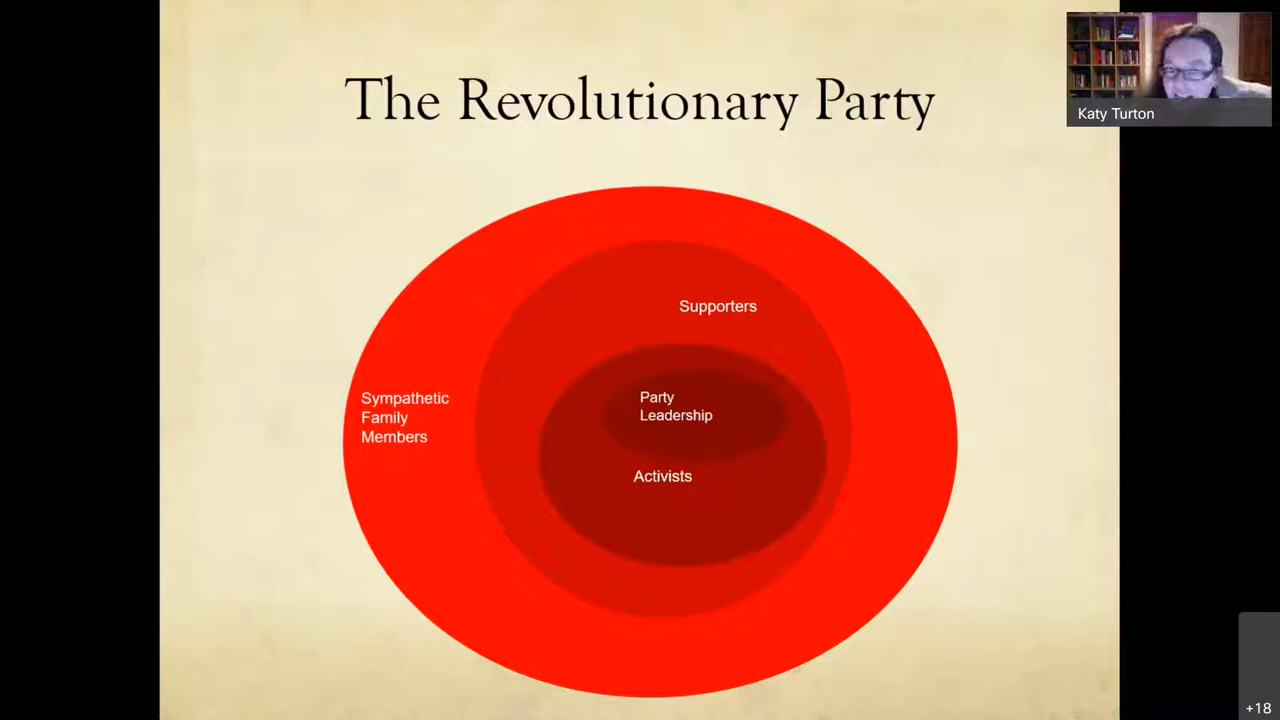 The Revolutionary Party
Katy Turton
Supporters
Sympathetic
Family
Members
Party
Leadership
Activists
+18